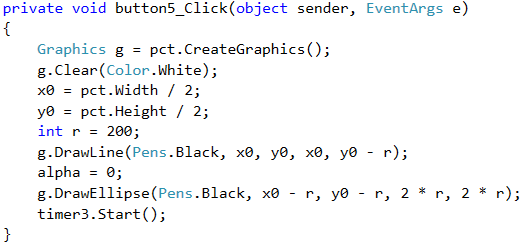 private void button5_Click(object sender, EventArgs e)
{
    Graphics g = pct.CreateGraphics();
    g.Clear(Color.White);
    x0 = pct.Width / 2;
    y0 = pct.Height / 2;
    int r = 200;
    g.DrawLine(Pens.Black, x0, y0, x0, y0 - r);
    alpha = 0;
    g.DrawEllipse(Pens.Black, x0 - r, y0 - r, 2 * r, 2 * r);
    timer3.Start();
}